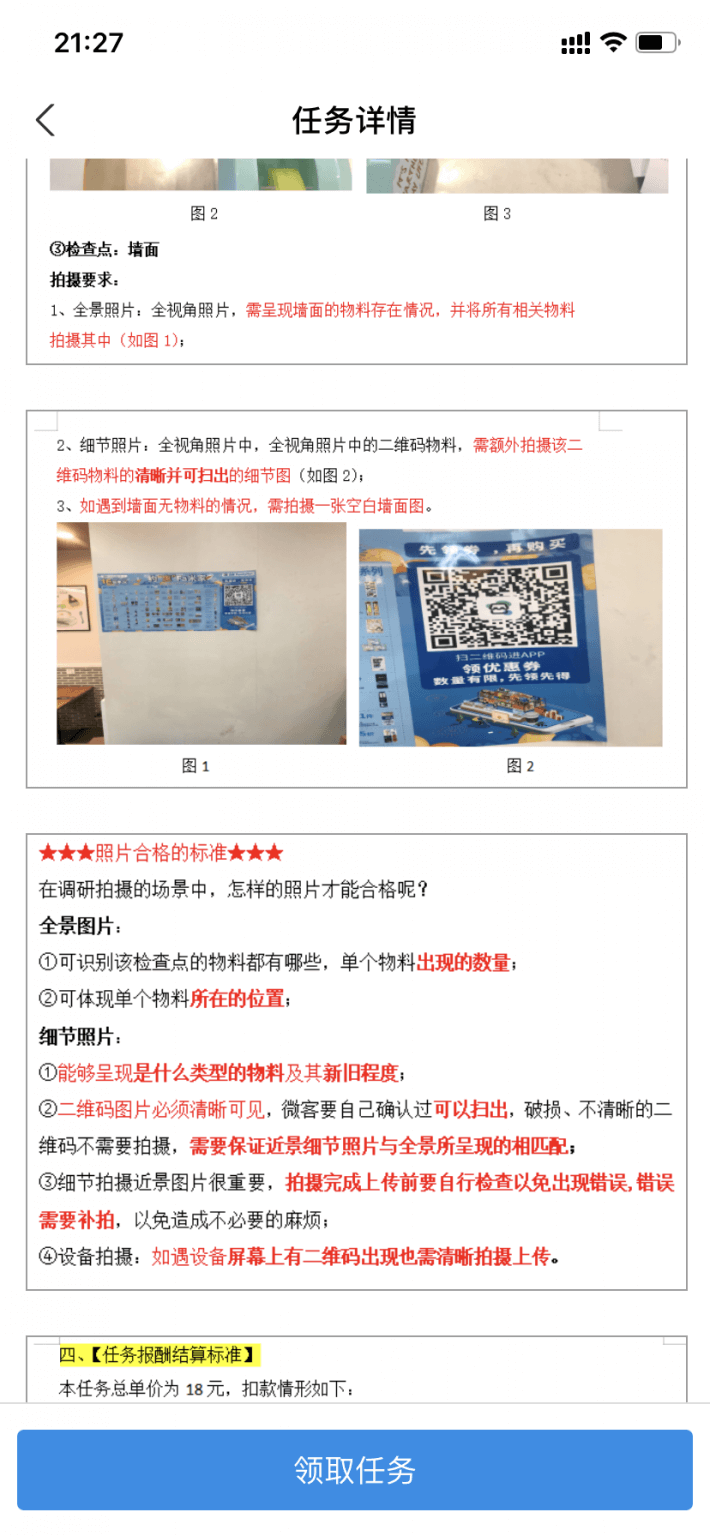 21:27
任务详情
图 2
图 3
③检查点：墙面
拍摄要求：
1、全景照片：全视角照片，需呈现墙面的物料存在情况，并将所有相关物料
拍摄其中（如图 1）；
2、细节照片：全视角照片中，全视角照片中的二维码物料，需额外拍摄该二
维码物料的清晰并可扫出的细节图（如图 2）；
3、如遇到墙面无物料的情况，需拍摄一张空白墙面图。
先领券，再购买
扫二维码进APP
领优惠券
数量有限，先领先得
图 1
图 2
★★★照片合格的标准★★★
在调研拍摄的场景中，怎样的照片才能合格呢？
全景图片：
①可识别该检查点的物料都有哪些，单个物料出现的数量；
②可体现单个物料所在的位置；
细节照片：
①能够呈现是什么类型的物料及其新旧程度；
②二维码图片必须清晰可见，微客要自己确认过可以扫出，破损、不清晰的二
维码不需要拍摄，需要保证近景细节照片与全景所呈现的相匹配；
③细节拍摄近景图片很重要，拍摄完成上传前要自行检查以免出现错误,错误
需要补拍，以免造成不必要的麻烦；
④设备拍摄：如遇设备屏幕上有二维码出现也需清晰拍摄上传。
四、【任务报酬结算标准】
本任务总单价为 18 元，扣款情形如下：
领取任务